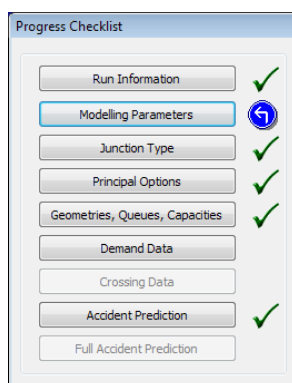 Progress Checklist
Run Information
Modelling Parameters
Junction Type
Principal Options
Geometries, Queues, Capacities
Demand Data
Crossing Data
Accident Prediction
Full Accident Prediction